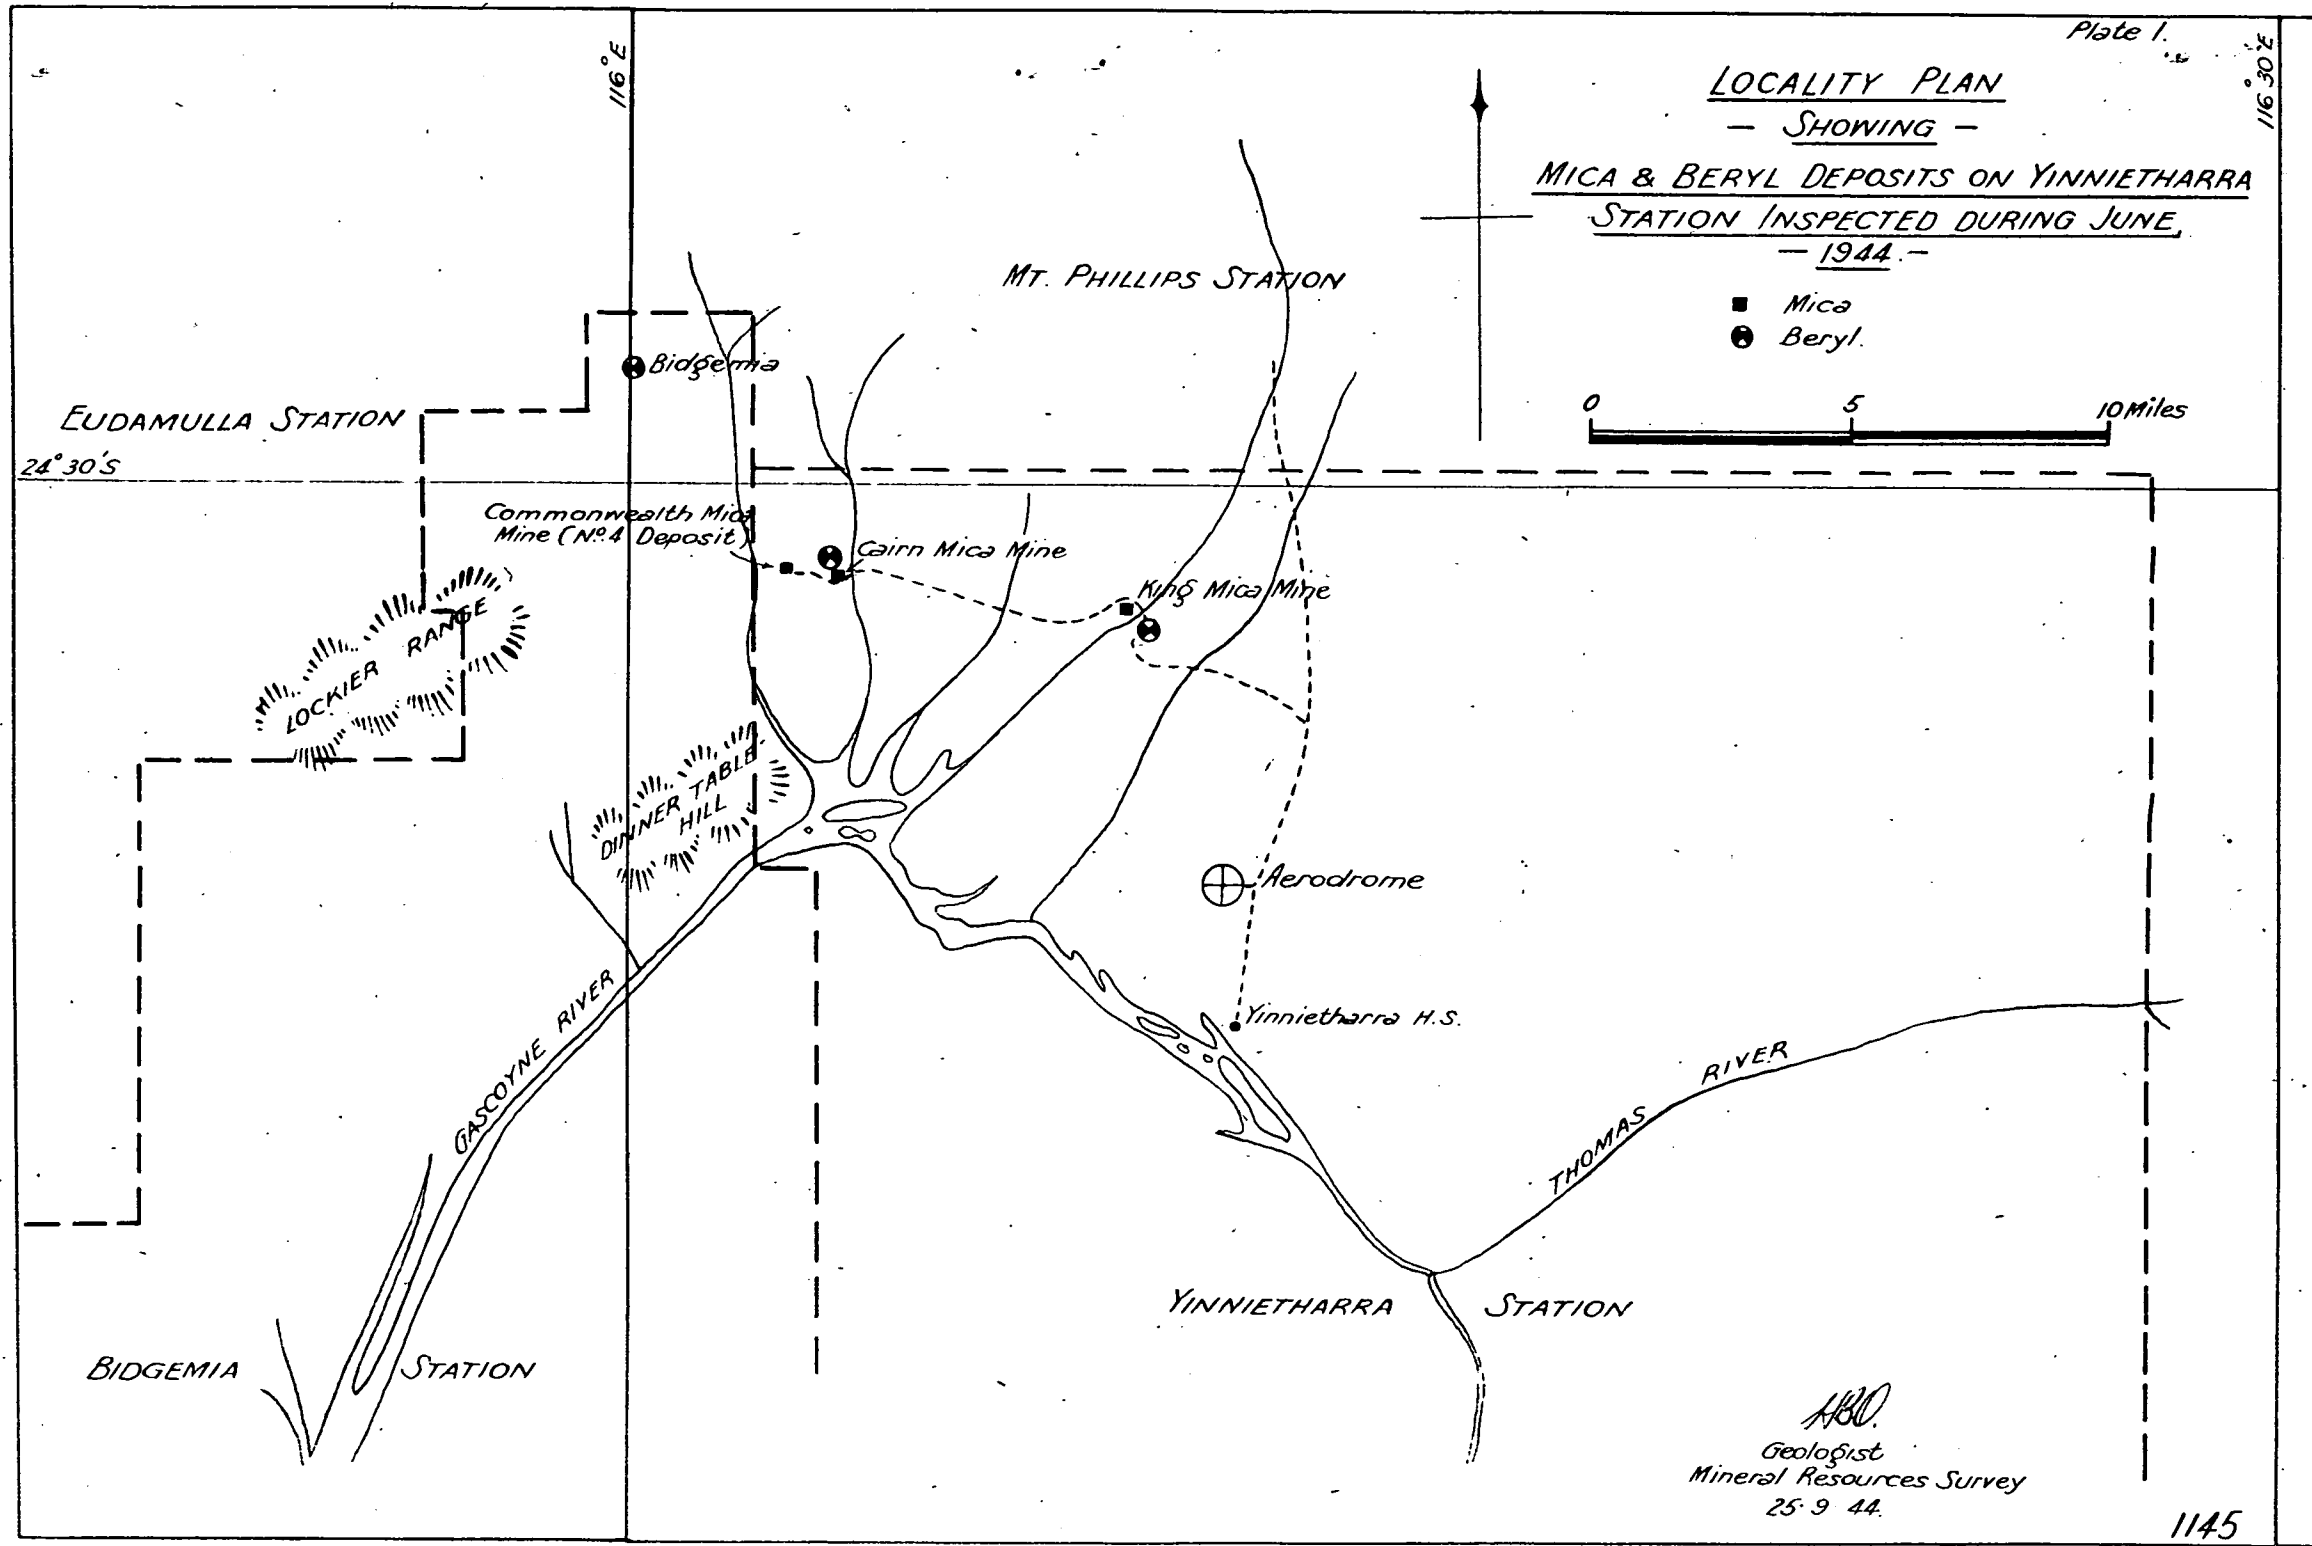 Plate 1.
116°E
116°30'E
LOCALITY PLAN
— SHOWING —
MICA & BERYL DEPOSITS ON YINNIETHARRA
STATION INSPECTED DURING JUNE,
— 1944. —
Mica
Beryl.
0 5 10 Miles
MT. PHILLIPS STATION
Bidgemia
EUDAMULLA STATION
24°30'S
Commonwealth Mica
Mine (No. 4 Deposit)
Cairn Mica Mine
King Mica Mine
LOCKIER RANGE
DINNER TABLE
HILL
Aerodrome
GASCOYNE RIVER
Yinnietharra H.S.
THOMAS RIVER
YINNIETHARRA STATION
BIDGEMIA STATION
HBO.
Geologist
Mineral Resources Survey
25·9·44.
1145